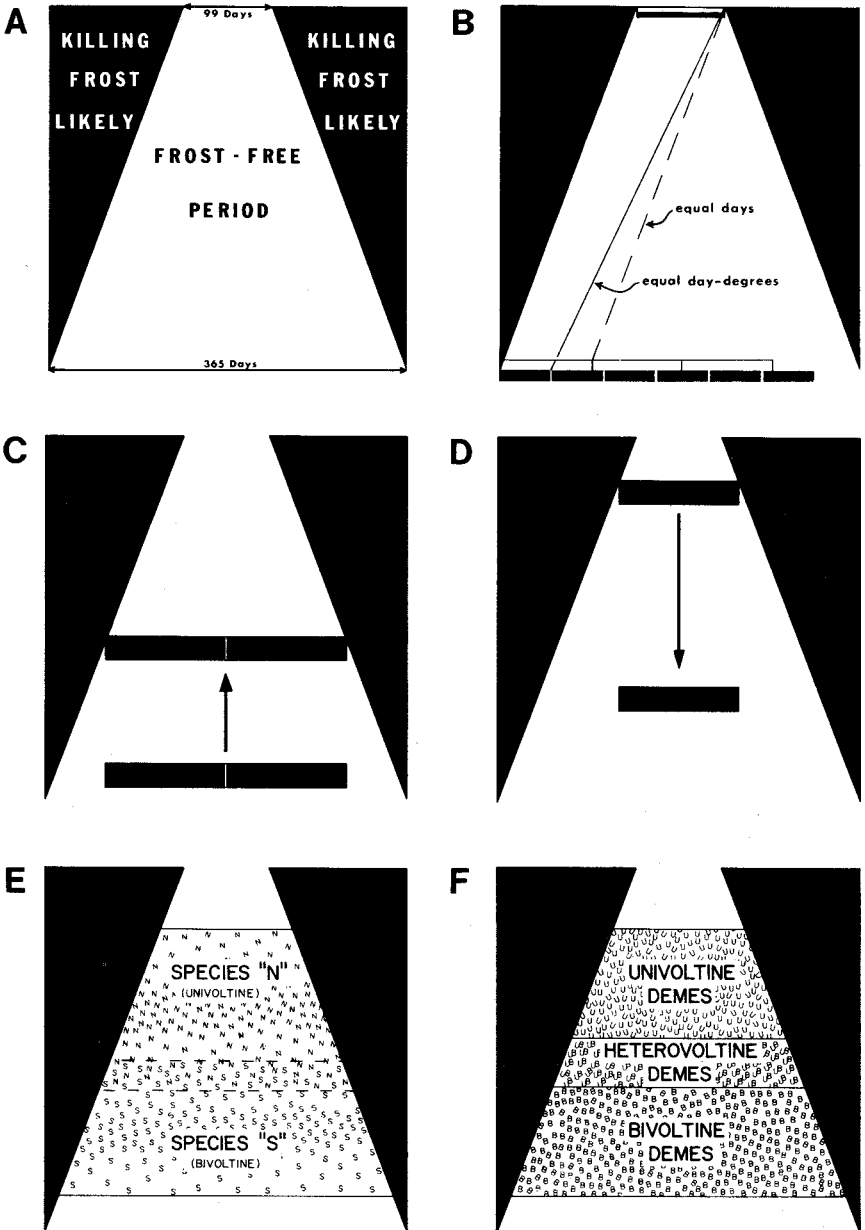 A
99 Days
KILLING
FROST
LIKELY
KILLING
FROST
LIKELY
FROST - FREE
PERIOD
365 Days
B
equal days
equal day-degrees
C
D
E
SPECIES "N"
(UNIVOLTINE)
SPECIES "S"
(BIVOLTINE)
F
UNIVOLTINE
DEMES
HETEROVOLTINE
DEMES
BIVOLTINE
DEMES